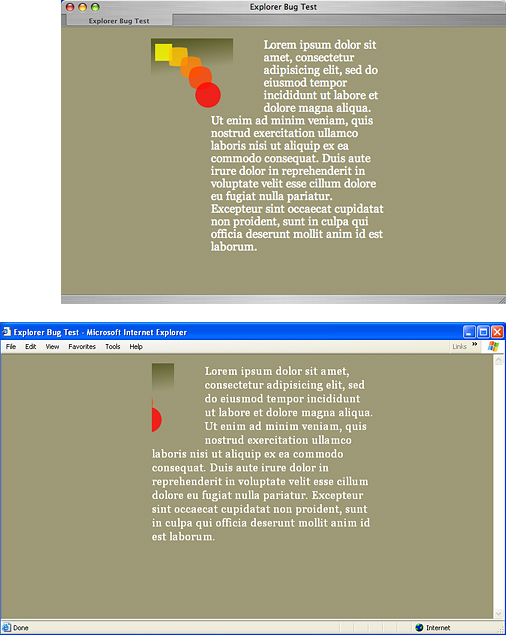 Explorer Bug Test
Explorer Bug Test
Lorem ipsum dolor sit
amet, consectetur
adipisicing elit, sed do
eiusmod tempor
incididunt ut labore et
dolore magna aliqua.
Ut enim ad minim veniam, quis
nostrud exercitation ullamco
laboris nisi ut aliquip ex ea
commodo consequat. Duis aute
irure dolor in reprehenderit in
voluptate velit esse cillum dolore
eu fugiat nulla pariatur.
Excepteur sint occaecat cupidatat
non proident, sunt in culpa qui
officia deserunt mollit anim id est
laborum.
Explorer Bug Test - Microsoft Internet Explorer
File Edit View Favorites Tools Help Links »
Lorem ipsum dolor sit amet,
consectetur adipisicing elit, sed
do eiusmod tempor incididunt
ut labore et dolore magna aliqua.
Ut enim ad minim veniam, quis
nostrud exercitation ullamco
laboris nisi ut aliquip ex ea commodo
consequat. Duis aute irure dolor in
reprehenderit in voluptate velit esse cillum
dolore eu fugiat nulla pariatur. Excepteur
sint occaecat cupidatat non proident, sunt
in culpa qui officia deserunt mollit anim id
est laborum.
Done Internet